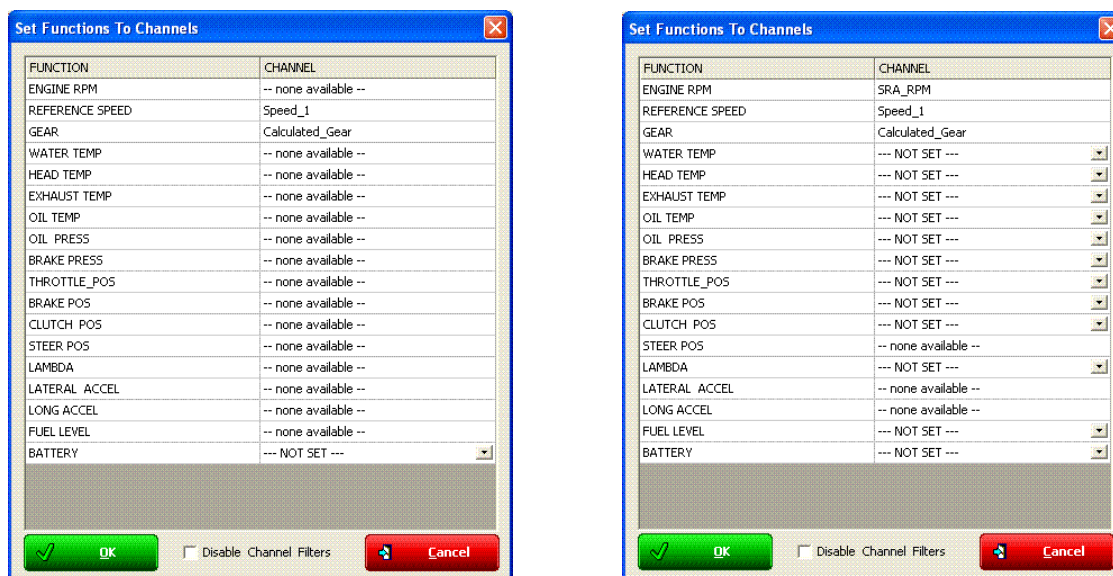 Set Functions To Channels
FUNCTION CHANNEL
ENGINE RPM -- none available --
REFERENCE SPEED Speed_1
GEAR Calculated_Gear
WATER TEMP -- none available --
HEAD TEMP -- none available --
EXHAUST TEMP -- none available --
OIL TEMP -- none available --
OIL PRESS -- none available --
BRAKE PRESS -- none available --
THROTTLE_POS -- none available --
BRAKE POS -- none available --
CLUTCH POS -- none available --
STEER POS -- none available --
LAMBDA -- none available --
LATERAL ACCEL -- none available --
LONG ACCEL -- none available --
FUEL LEVEL -- none available --
BATTERY --- NOT SET ---
OK Disable Channel Filters Cancel
Set Functions To Channels
FUNCTION CHANNEL
ENGINE RPM SRA_RPM
REFERENCE SPEED Speed_1
GEAR Calculated_Gear
WATER TEMP --- NOT SET ---
HEAD TEMP --- NOT SET ---
EXHAUST TEMP --- NOT SET ---
OIL TEMP --- NOT SET ---
OIL PRESS --- NOT SET ---
BRAKE PRESS --- NOT SET ---
THROTTLE_POS --- NOT SET ---
BRAKE POS --- NOT SET ---
CLUTCH POS --- NOT SET ---
STEER POS -- none available --
LAMBDA --- NOT SET ---
LATERAL ACCEL -- none available --
LONG ACCEL -- none available --
FUEL LEVEL --- NOT SET ---
BATTERY --- NOT SET ---
OK Disable Channel Filters Cancel